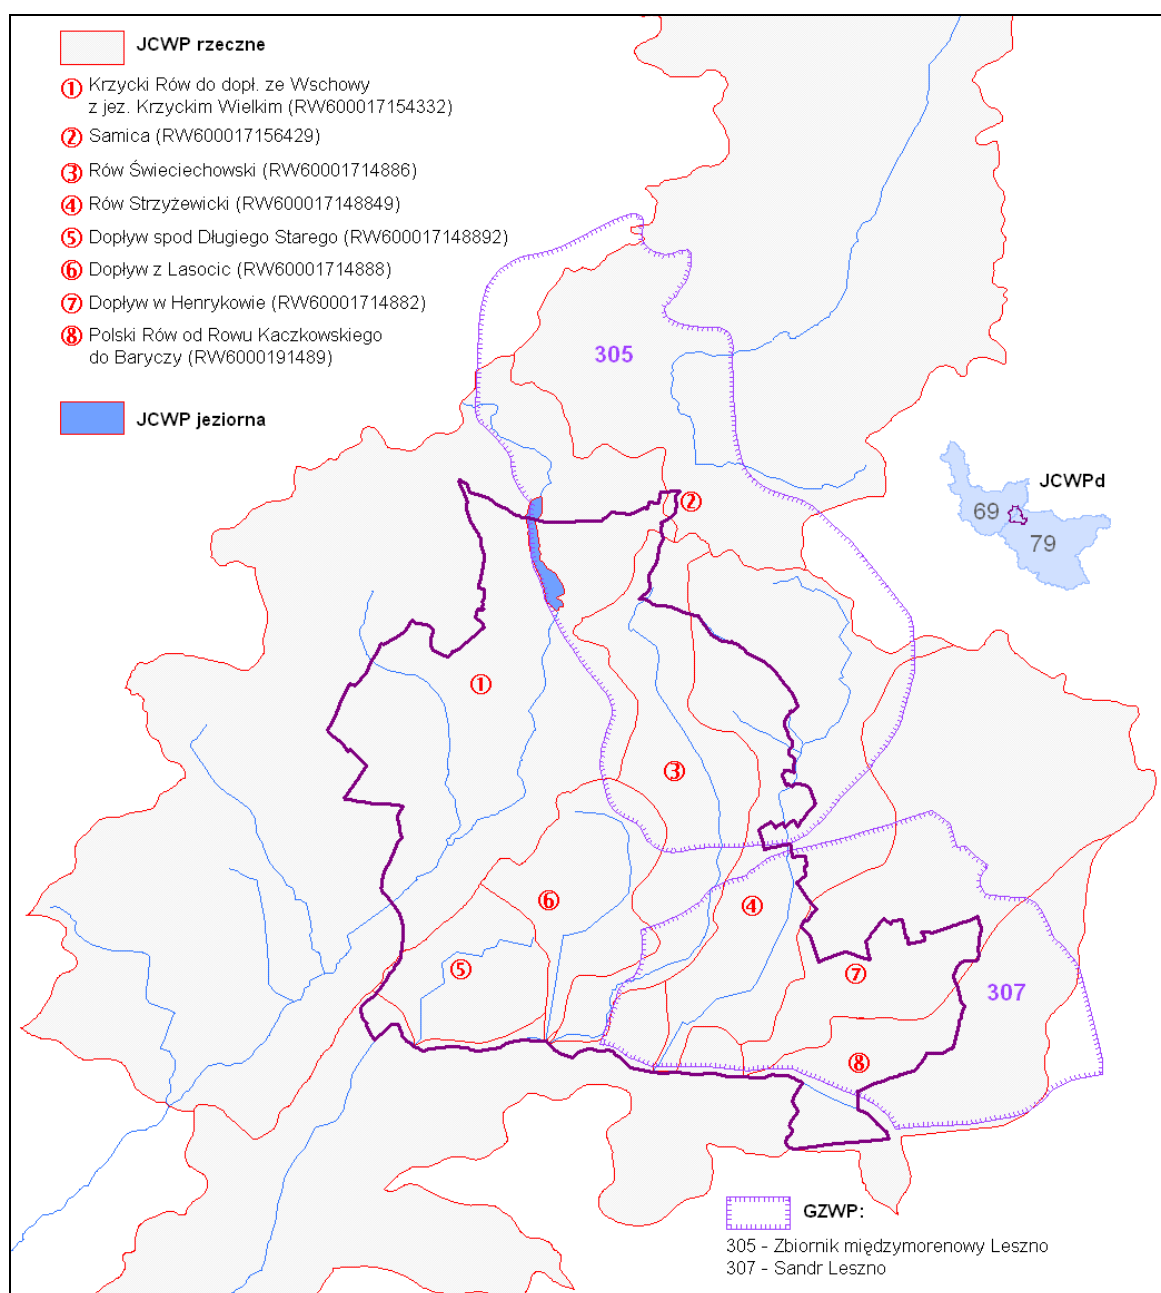 JCWP rzeczne
① Krzycki Rów do dopł. ze Wschowy
z jez. Krzyckim Wielkim (RW600017154332)
② Samica (RW600017156429)
③ Rów Święciechowski (RW60001714886)
④ Rów Strzyżewicki (RW600017148849)
⑤ Dopływ spod Długiego Starego (RW600017148892)
⑥ Dopływ z Lasocic (RW60001714888)
⑦ Dopływ w Henrykowie (RW60001714882)
⑧ Polski Rów od Rowu Kaczkowskiego
do Baryczy (RW6000191489)
JCWP jeziorna
305
JCWPd
69
79
②
①
③
⑥
④
⑤
⑦
307
⑧
GZWP:
305 - Zbiornik międzymorenowy Leszno
307 - Sandr Leszno